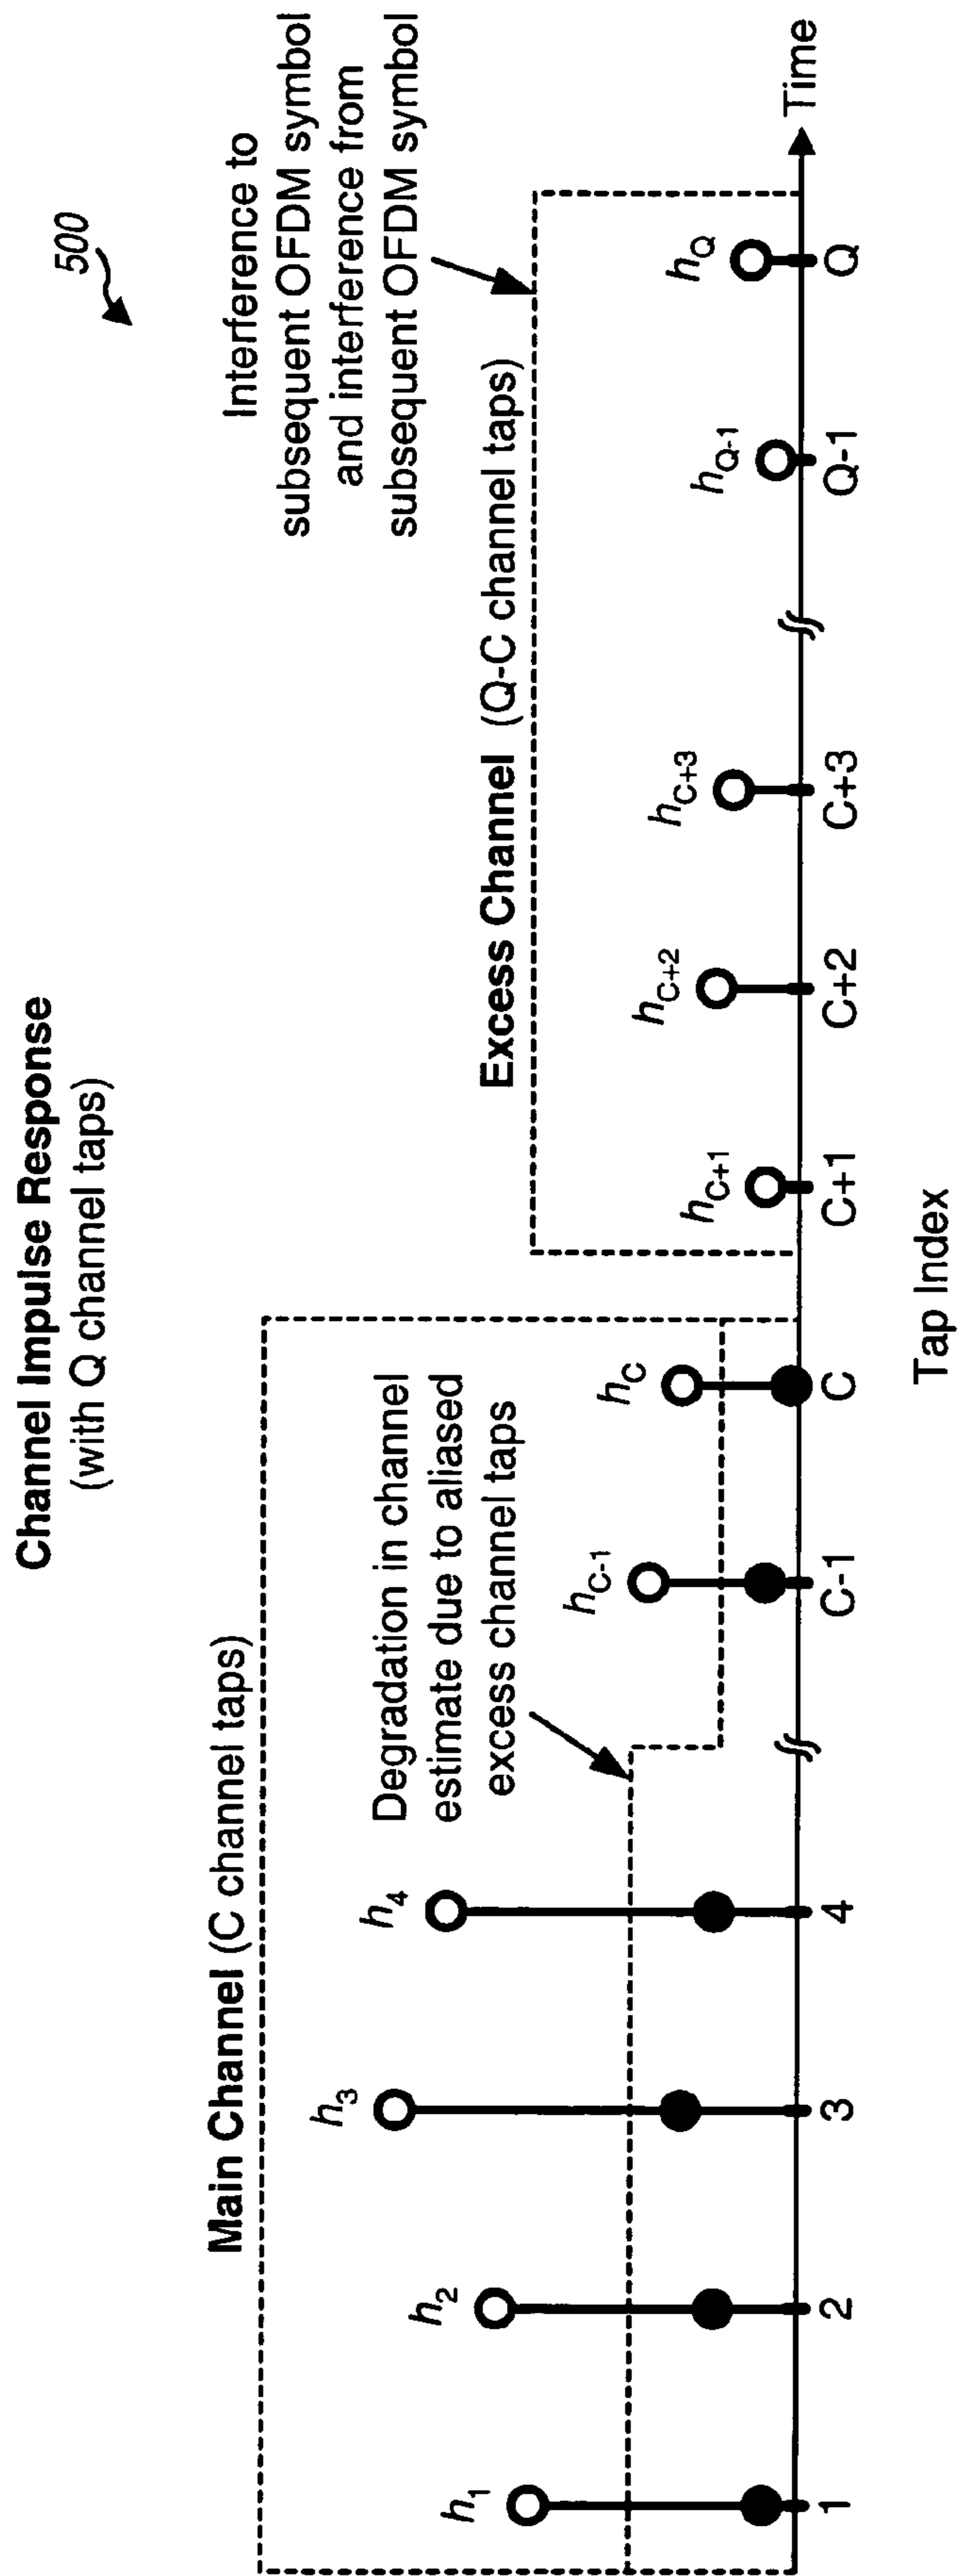 Channel Impulse Response
(with Q channel taps)
500
Main Channel (C channel taps)
Interference to
subsequent OFDM symbol
and interference from
subsequent OFDM symbol
Excess Channel (Q-C channel taps)
Degradation in channel
estimate due to aliased
excess channel taps
h1 h2 h3 h4 hC-1 hC hC+1 hC+2 hC+3 hQ-1 hQ
1 2 3 4 C-1 C C+1 C+2 C+3 Q-1 Q Time
Tap Index